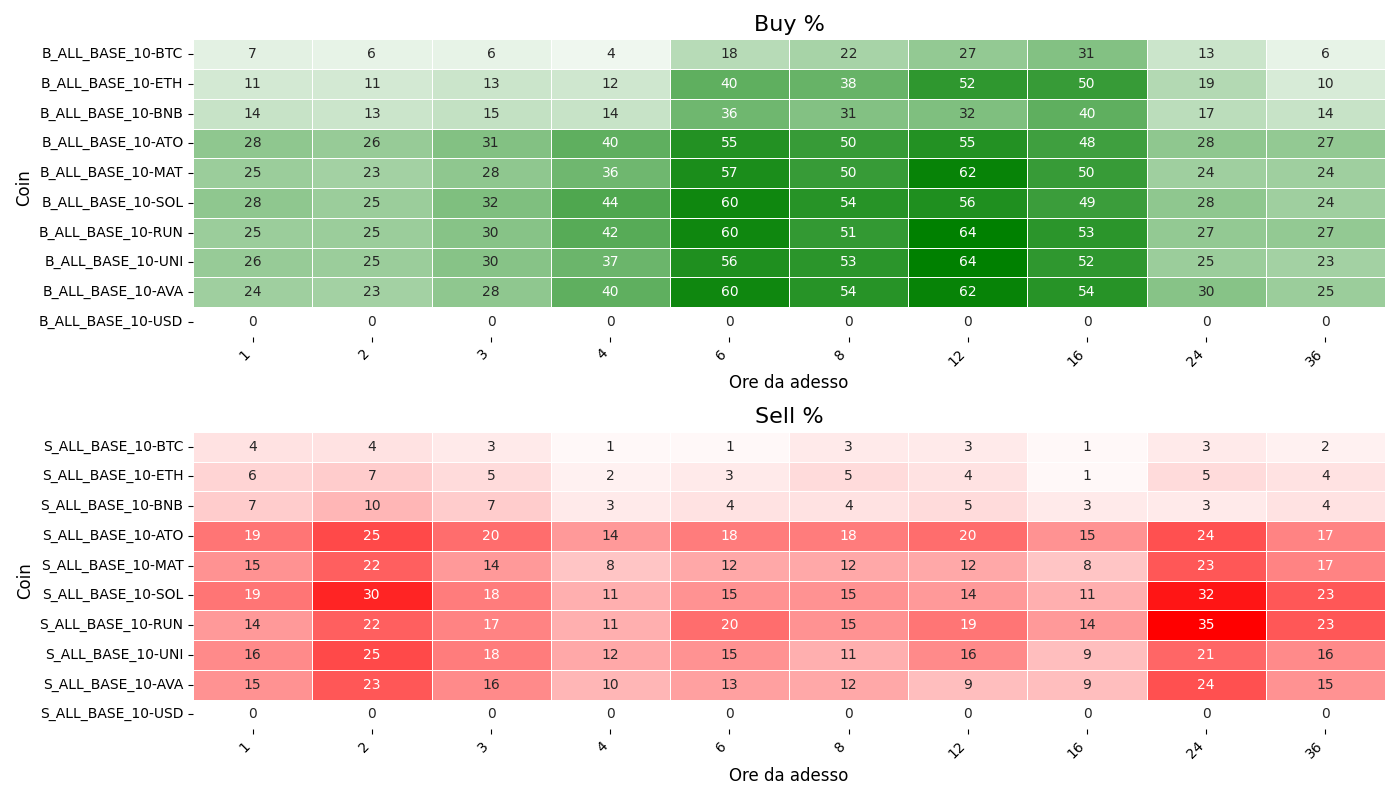 Buy %
Coin
B_ALL_BASE_10-BTC 7 6 6 4 18 22 27 31 13 6
B_ALL_BASE_10-ETH 11 11 13 12 40 38 52 50 19 10
B_ALL_BASE_10-BNB 14 13 15 14 36 31 32 40 17 14
B_ALL_BASE_10-ATO 28 26 31 40 55 50 55 48 28 27
B_ALL_BASE_10-MAT 25 23 28 36 57 50 62 50 24 24
B_ALL_BASE_10-SOL 28 25 32 44 60 54 56 49 28 24
B_ALL_BASE_10-RUN 25 25 30 42 60 51 64 53 27 27
B_ALL_BASE_10-UNI 26 25 30 37 56 53 64 52 25 23
B_ALL_BASE_10-AVA 24 23 28 40 60 54 62 54 30 25
B_ALL_BASE_10-USD 0 0 0 0 0 0 0 0 0 0
1 2 3 4 6 8 12 16 24 36
Ore da adesso
Sell %
Coin
S_ALL_BASE_10-BTC 4 4 3 1 1 3 3 1 3 2
S_ALL_BASE_10-ETH 6 7 5 2 3 5 4 1 5 4
S_ALL_BASE_10-BNB 7 10 7 3 4 4 5 3 3 4
S_ALL_BASE_10-ATO 19 25 20 14 18 18 20 15 24 17
S_ALL_BASE_10-MAT 15 22 14 8 12 12 12 8 23 17
S_ALL_BASE_10-SOL 19 30 18 11 15 15 14 11 32 23
S_ALL_BASE_10-RUN 14 22 17 11 20 15 19 14 35 23
S_ALL_BASE_10-UNI 16 25 18 12 15 11 16 9 21 16
S_ALL_BASE_10-AVA 15 23 16 10 13 12 9 9 24 15
S_ALL_BASE_10-USD 0 0 0 0 0 0 0 0 0 0
1 2 3 4 6 8 12 16 24 36
Ore da adesso